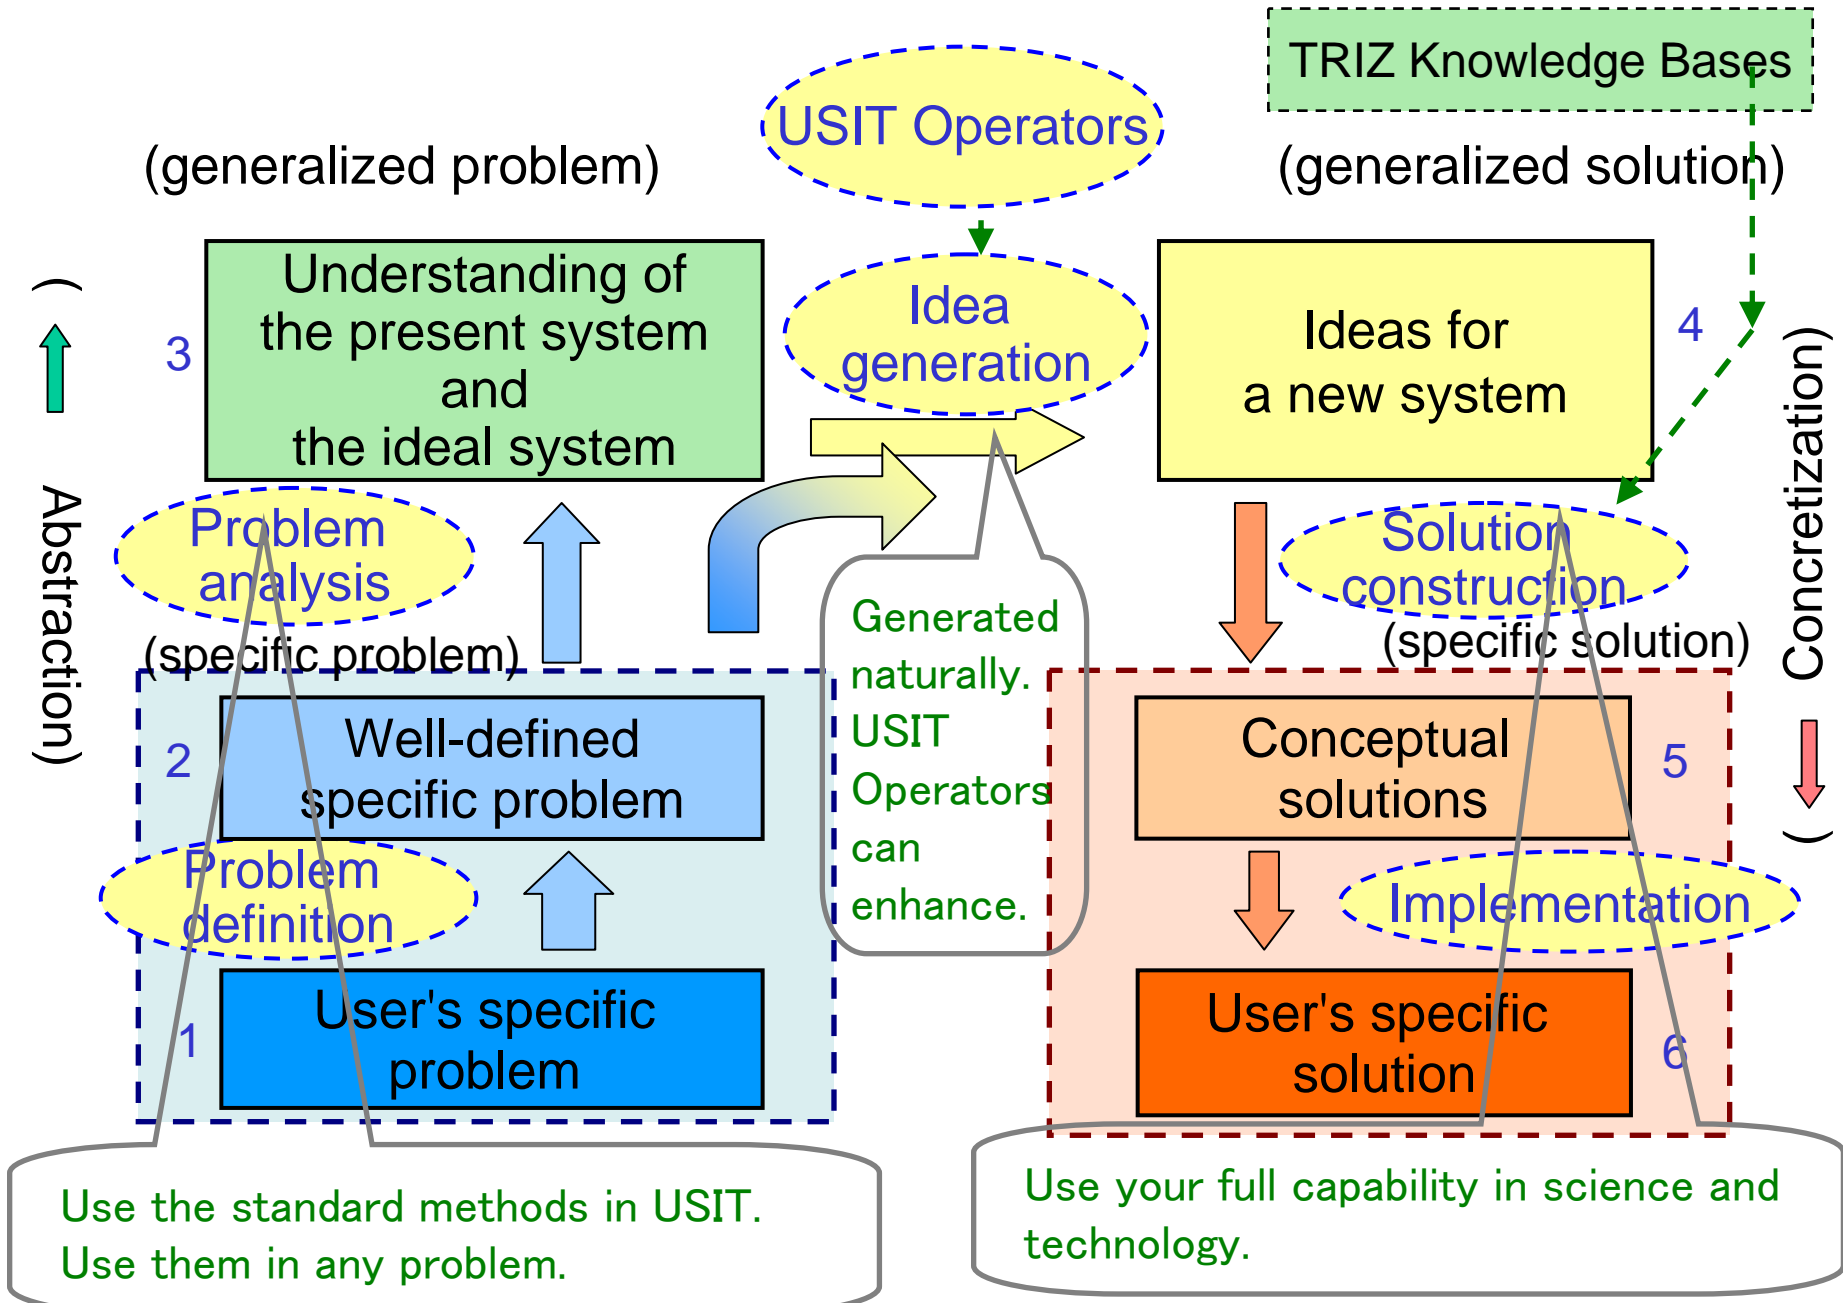 TRIZ Knowledge Bases
USIT Operators
(generalized problem)
(generalized solution)
Understanding of
the present system
and
the ideal system
3
Idea
generation
Ideas for
a new system
4
( Abstraction)
Concretization) (
Problem
analysis
Solution
construction
(specific problem)
(specific solution)
Generated
naturally.
USIT
Operators
can
enhance.
2
Well-defined
specific problem
Conceptual
solutions
5
Problem
definition
Implementation
1
User's specific
problem
User's specific
solution
6
Use the standard methods in USIT.
Use them in any problem.
Use your full capability in science and
technology.